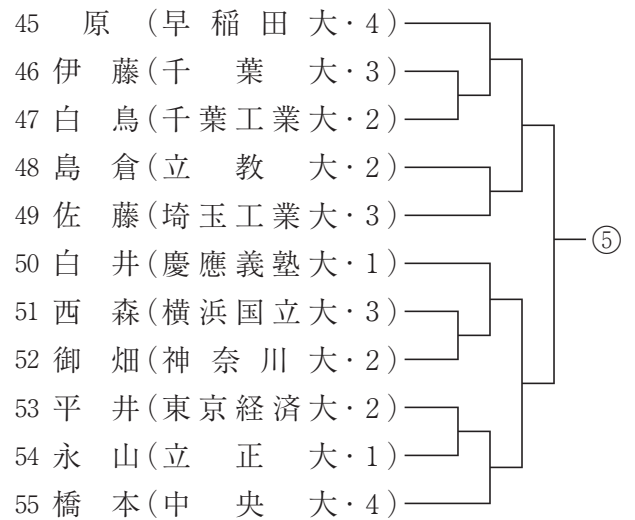 45 原 (早稲田大・4)
46 伊藤(千葉大・3)
47 白鳥(千葉工業大・2)
48 島倉(立教大・2)
49 佐藤(埼玉工業大・3)
⑤
50 白井(慶應義塾大・1)
51 西森(横浜国立大・3)
52 御畑(神奈川大・2)
53 平井(東京経済大・2)
54 永山(立正大・1)
55 橋本(中央大・4)